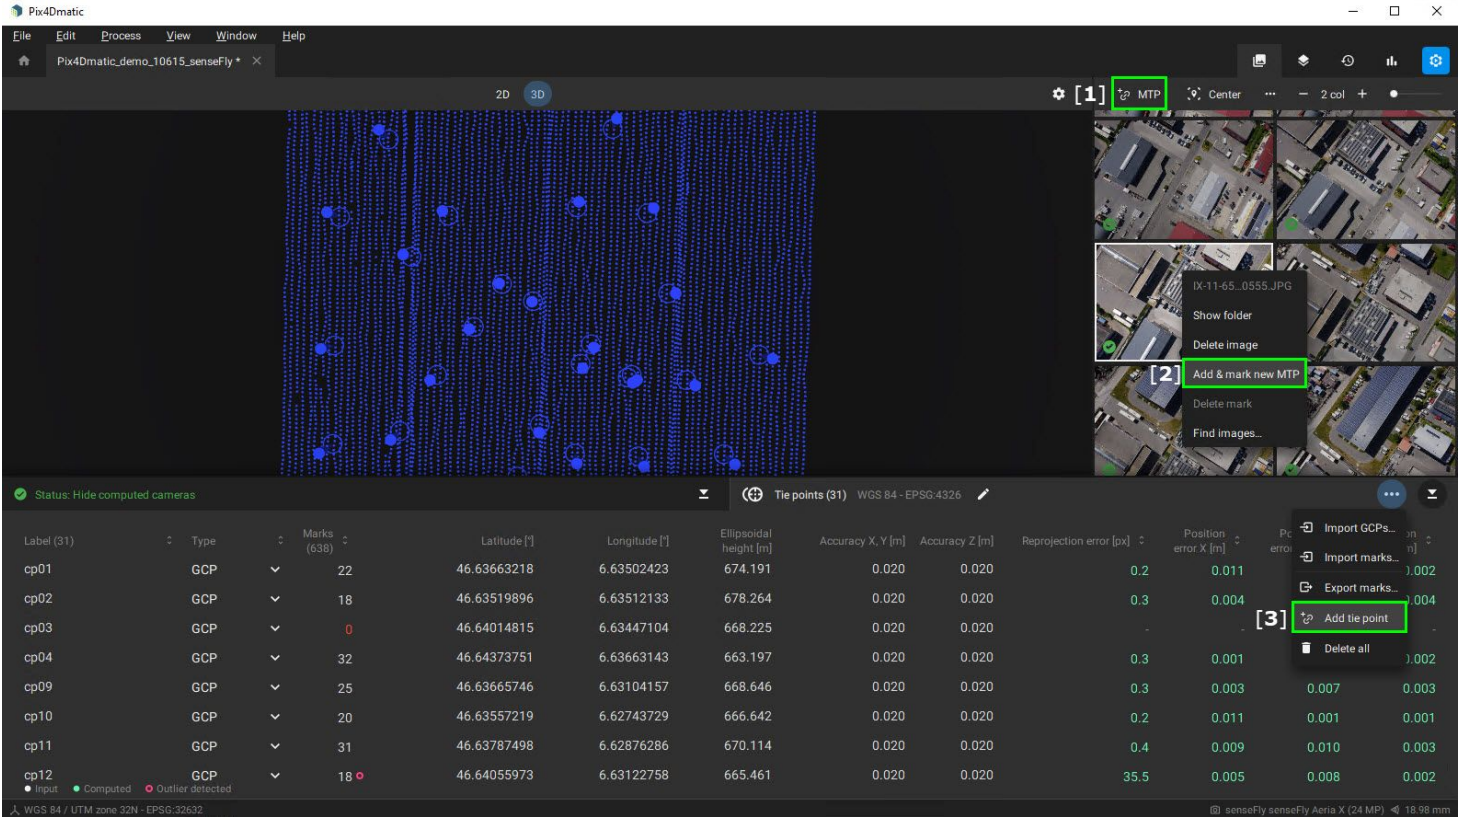 Pix4Dmatic
File Edit Process View Window Help
Pix4Dmatic_demo_10615_senseFly *
2D 3D [1] MTP Center ... 2 col
IX-11-65...0555.JPG
Show folder
Delete image
[2] Add & mark new MTP
Delete mark
Find images...
Status: Hide computed cameras
Tie points (31) WGS 84 - EPSG:4326
Label (31) Type Marks (638) Latitude [°] Longitude [°] Ellipsoidal height [m] Accuracy X, Y [m] Accuracy Z [m] Reprojection error [px] Position error X [m]
Import GCPs...
Import marks...
Export marks...
[3] Add tie point
Delete all
cp01 GCP 22 46.63663218 6.63502423 674.191 0.020 0.020 0.2 0.011 0.002
cp02 GCP 18 46.63519896 6.63512133 678.264 0.020 0.020 0.3 0.004 0.004
cp03 GCP 0 46.64014815 6.63447104 668.225 0.020 0.020 - - -
cp04 GCP 32 46.64373751 6.63663143 663.197 0.020 0.020 0.3 0.001 0.002
cp09 GCP 25 46.63665746 6.63104157 668.646 0.020 0.020 0.3 0.003 0.007 0.003
cp10 GCP 20 46.63557219 6.62743729 666.642 0.020 0.020 0.2 0.011 0.001 0.001
cp11 GCP 31 46.63787498 6.62876286 670.114 0.020 0.020 0.4 0.009 0.010 0.003
cp12 GCP 18 46.64055973 6.63122758 665.461 0.020 0.020 35.5 0.005 0.008 0.002
Input Computed Outlier detected
WGS 84 / UTM zone 32N - EPSG:32632
senseFly senseFly Aeria X (24 MP) 18.98 mm